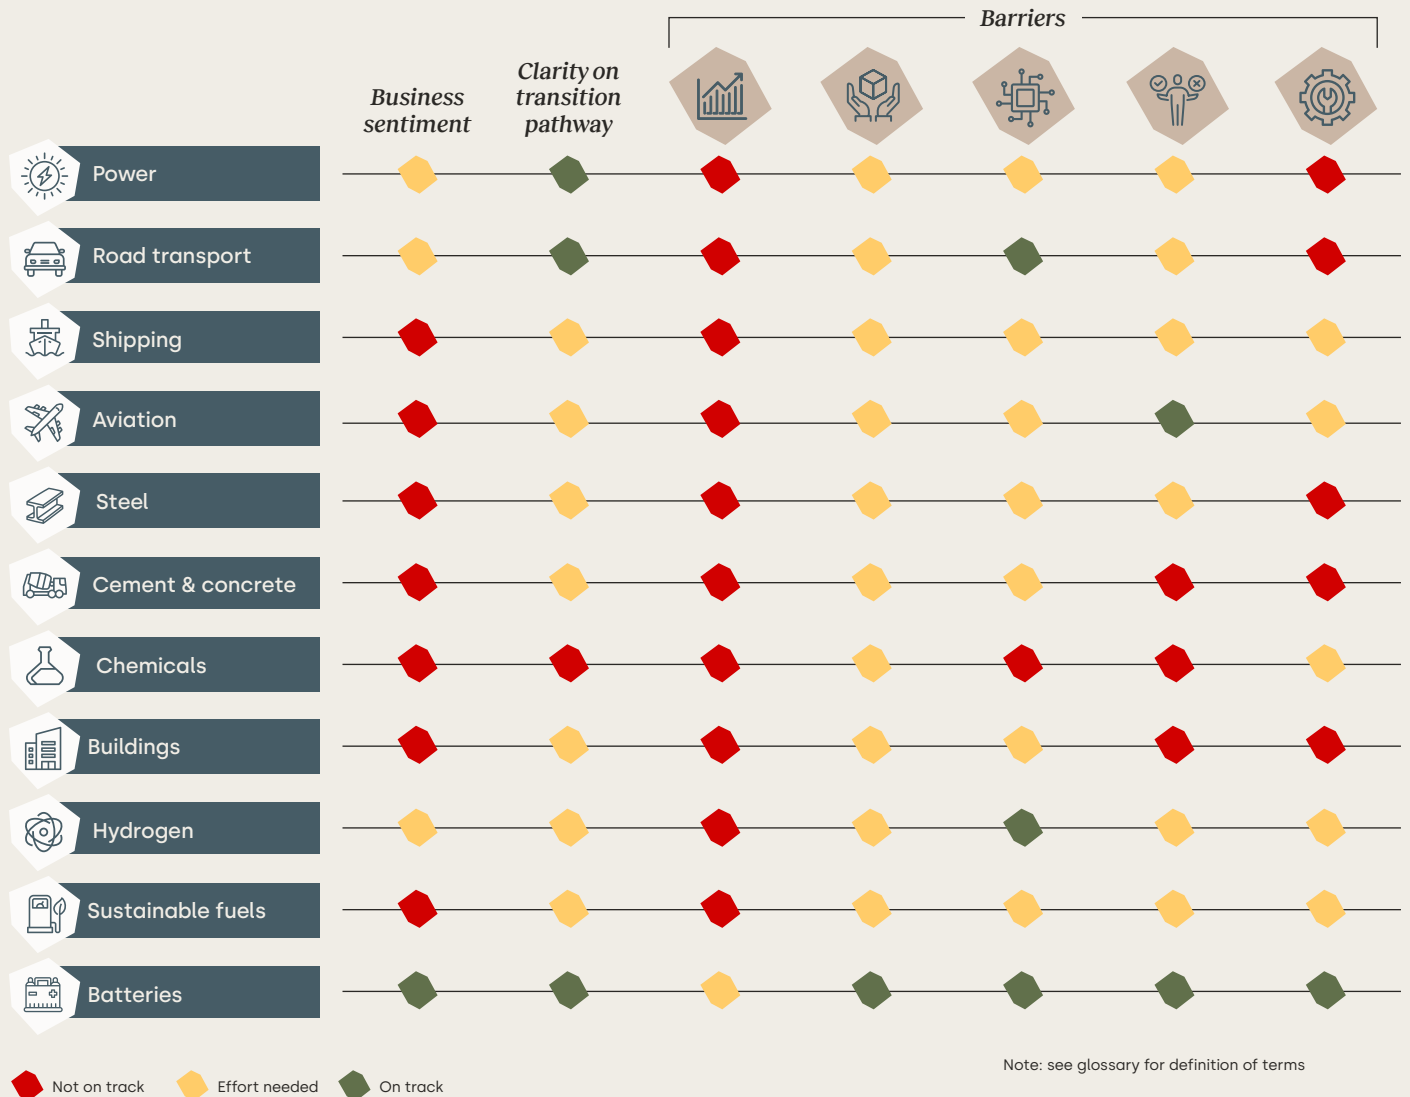 Barriers
Business
sentiment
Clarity on
transition
pathway
Power
Road transport
Shipping
Aviation
Steel
Cement & concrete
Chemicals
Buildings
Hydrogen
Sustainable fuels
Batteries
Note: see glossary for definition of terms
Not on track
Effort needed
On track